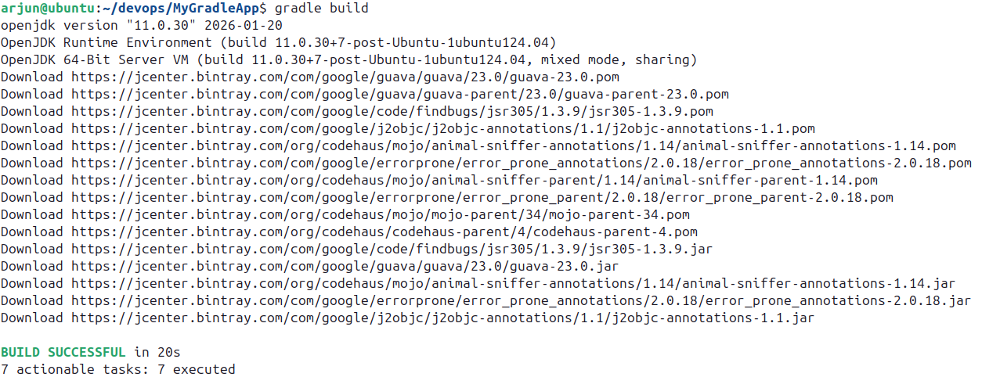 arjun@ubuntu:~/devops/MyGradleApp$ gradle build
openjdk version "11.0.30" 2026-01-20
OpenJDK Runtime Environment (build 11.0.30+7-post-Ubuntu-1ubuntu124.04)
OpenJDK 64-Bit Server VM (build 11.0.30+7-post-Ubuntu-1ubuntu124.04, mixed mode, sharing)
Download https://jcenter.bintray.com/com/google/guava/guava/23.0/guava-23.0.pom
Download https://jcenter.bintray.com/com/google/guava/guava-parent/23.0/guava-parent-23.0.pom
Download https://jcenter.bintray.com/com/google/code/findbugs/jsr305/1.3.9/jsr305-1.3.9.pom
Download https://jcenter.bintray.com/com/google/j2objc/j2objc-annotations/1.1/j2objc-annotations-1.1.pom
Download https://jcenter.bintray.com/org/codehaus/mojo/animal-sniffer-annotations/1.14/animal-sniffer-annotations-1.14.pom
Download https://jcenter.bintray.com/com/google/errorprone/error_prone_annotations/2.0.18/error_prone_annotations-2.0.18.pom
Download https://jcenter.bintray.com/org/codehaus/mojo/animal-sniffer-parent/1.14/animal-sniffer-parent-1.14.pom
Download https://jcenter.bintray.com/com/google/errorprone/error_prone_parent/2.0.18/error_prone_parent-2.0.18.pom
Download https://jcenter.bintray.com/org/codehaus/mojo/mojo-parent/34/mojo-parent-34.pom
Download https://jcenter.bintray.com/org/codehaus/codehaus-parent/4/codehaus-parent-4.pom
Download https://jcenter.bintray.com/com/google/code/findbugs/jsr305/1.3.9/jsr305-1.3.9.jar
Download https://jcenter.bintray.com/com/google/guava/guava/23.0/guava-23.0.jar
Download https://jcenter.bintray.com/org/codehaus/mojo/animal-sniffer-annotations/1.14/animal-sniffer-annotations-1.14.jar
Download https://jcenter.bintray.com/com/google/errorprone/error_prone_annotations/2.0.18/error_prone_annotations-2.0.18.jar
Download https://jcenter.bintray.com/com/google/j2objc/j2objc-annotations/1.1/j2objc-annotations-1.1.jar
BUILD SUCCESSFUL in 20s
7 actionable tasks: 7 executed